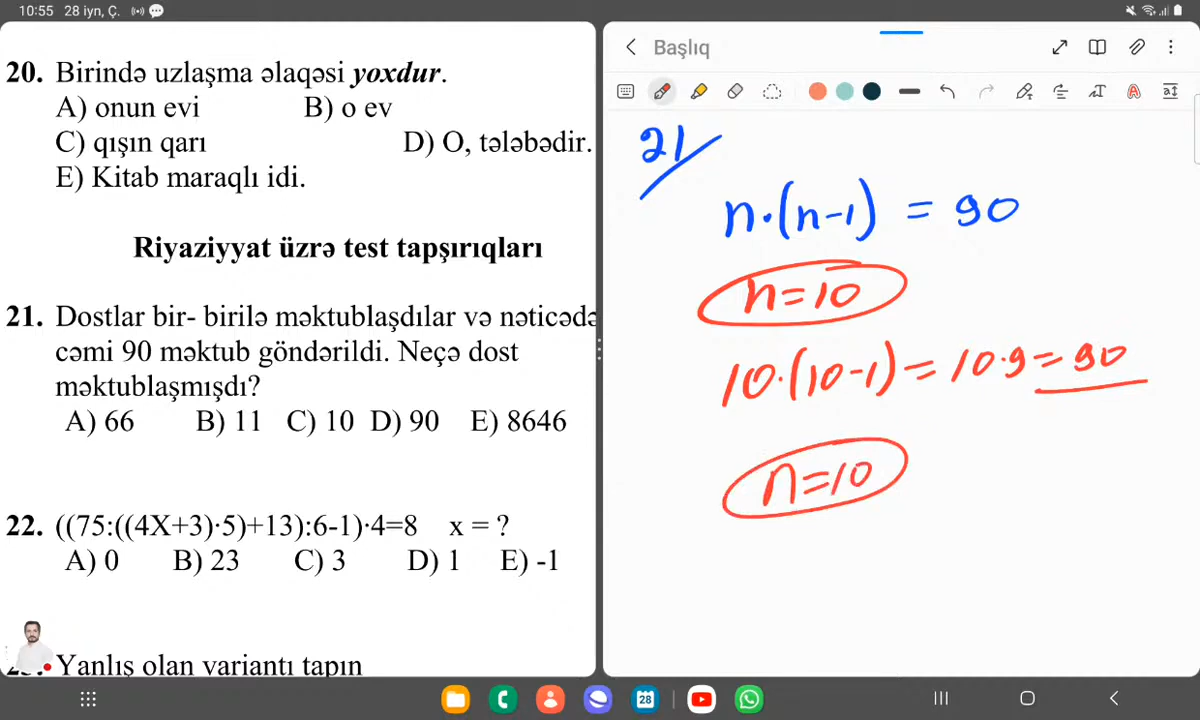 10:55 28 iyn, Ç.
20. Birində uzlaşma əlaqəsi yoxdur.
A) onun evi B) o ev
C) qışın qarı D) O, tələbədir.
E) Kitab maraqlı idi.
Riyaziyyat üzrə test tapşırıqları
21. Dostlar bir- birilə məktublaşdılar və nəticədə
cəmi 90 məktub göndərildi. Neçə dost
məktublaşmışdı?
A) 66 B) 11 C) 10 D) 90 E) 8646
22. ((75:((4X+3)·5)+13):6-1)·4=8 x = ?
A) 0 B) 23 C) 3 D) 1 E) -1
Yanlış olan variantı tapın
Başlıq
21/
n·(n-1) = 90
n=10
10·(10-1)=10·9=90
n=10
28